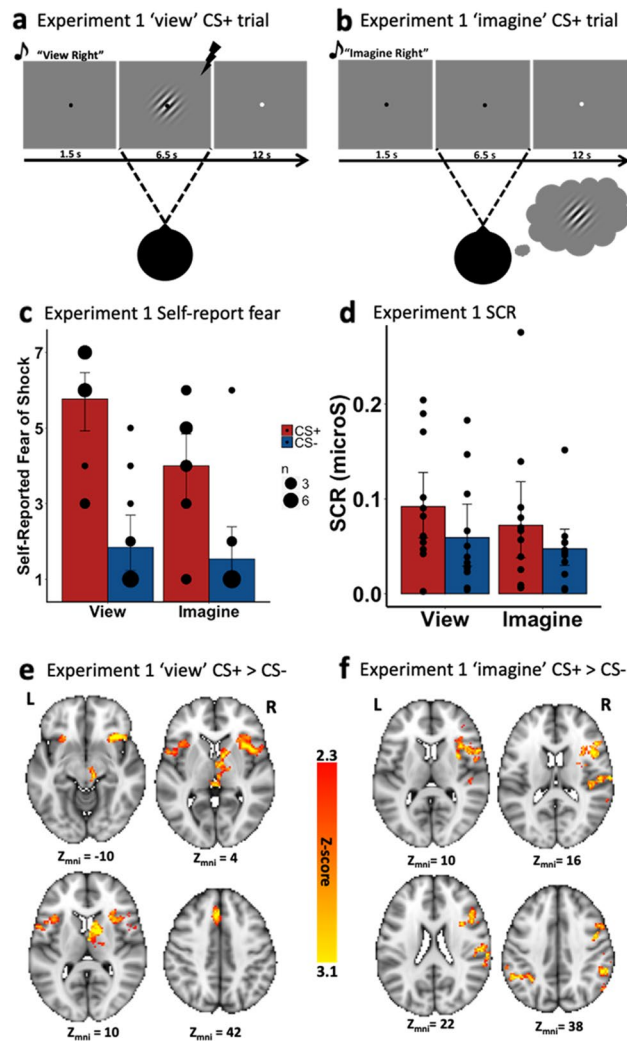 a Experiment 1 ‘view’ CS+ trial
“View Right”
1.5 s 6.5 s 12 s
b Experiment 1 ‘imagine’ CS+ trial
“Imagine Right”
1.5 s 6.5 s 12 s
c Experiment 1 Self-report fear
Self-Reported Fear of Shock
7
5
3
1
View Imagine
CS+
CS-
n
3
6
d Experiment 1 SCR
SCR (microS)
0.2
0.1
0.0
View Imagine
e Experiment 1 ‘view’ CS+ > CS-
L
R
Zmni = -10
Zmni = 4
Zmni = 10
Zmni = 42
2.3
Z-score
3.1
f Experiment 1 ‘imagine’ CS+ > CS-
L
R
Zmni = 10
Zmni = 16
Zmni= 22
Zmni= 38